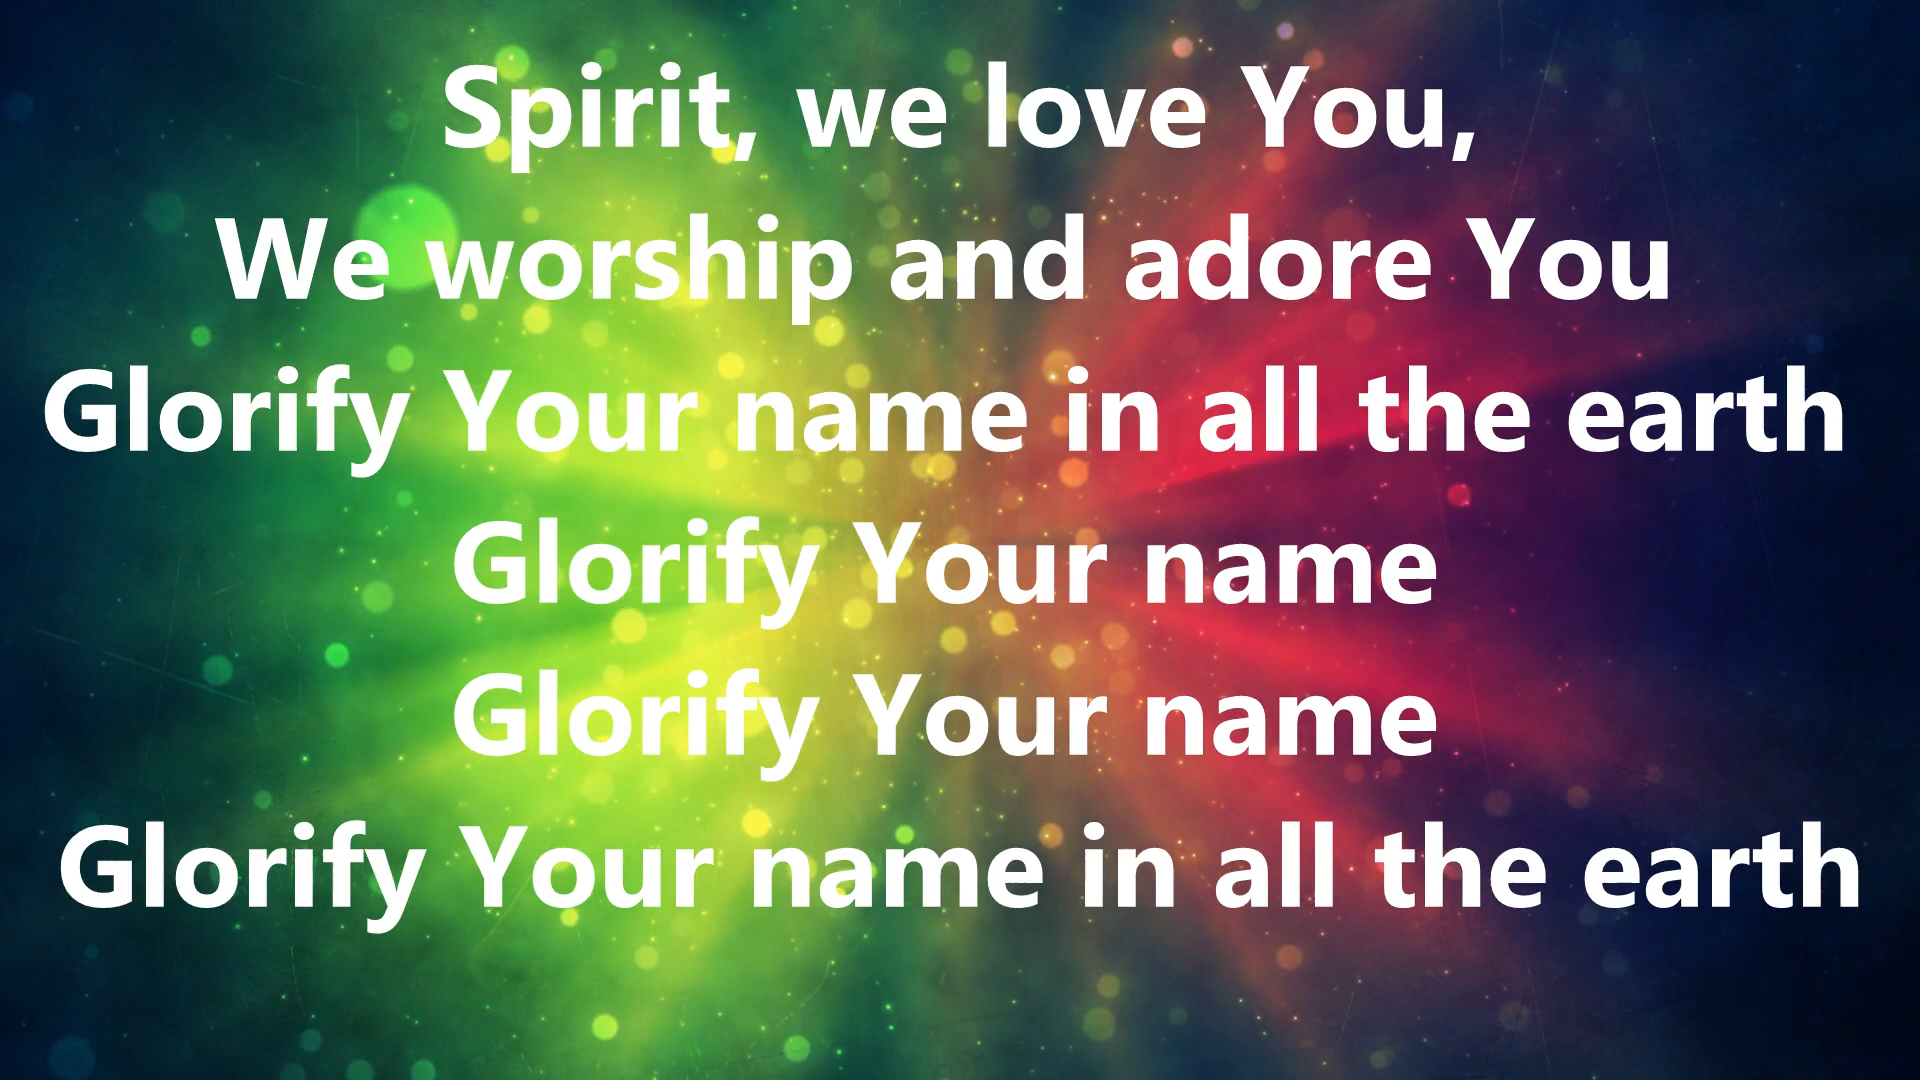 Spirit, we love You,
We worship and adore You
Glorify Your name in all the earth
Glorify Your name
Glorify Your name
Glorify Your name in all the earth